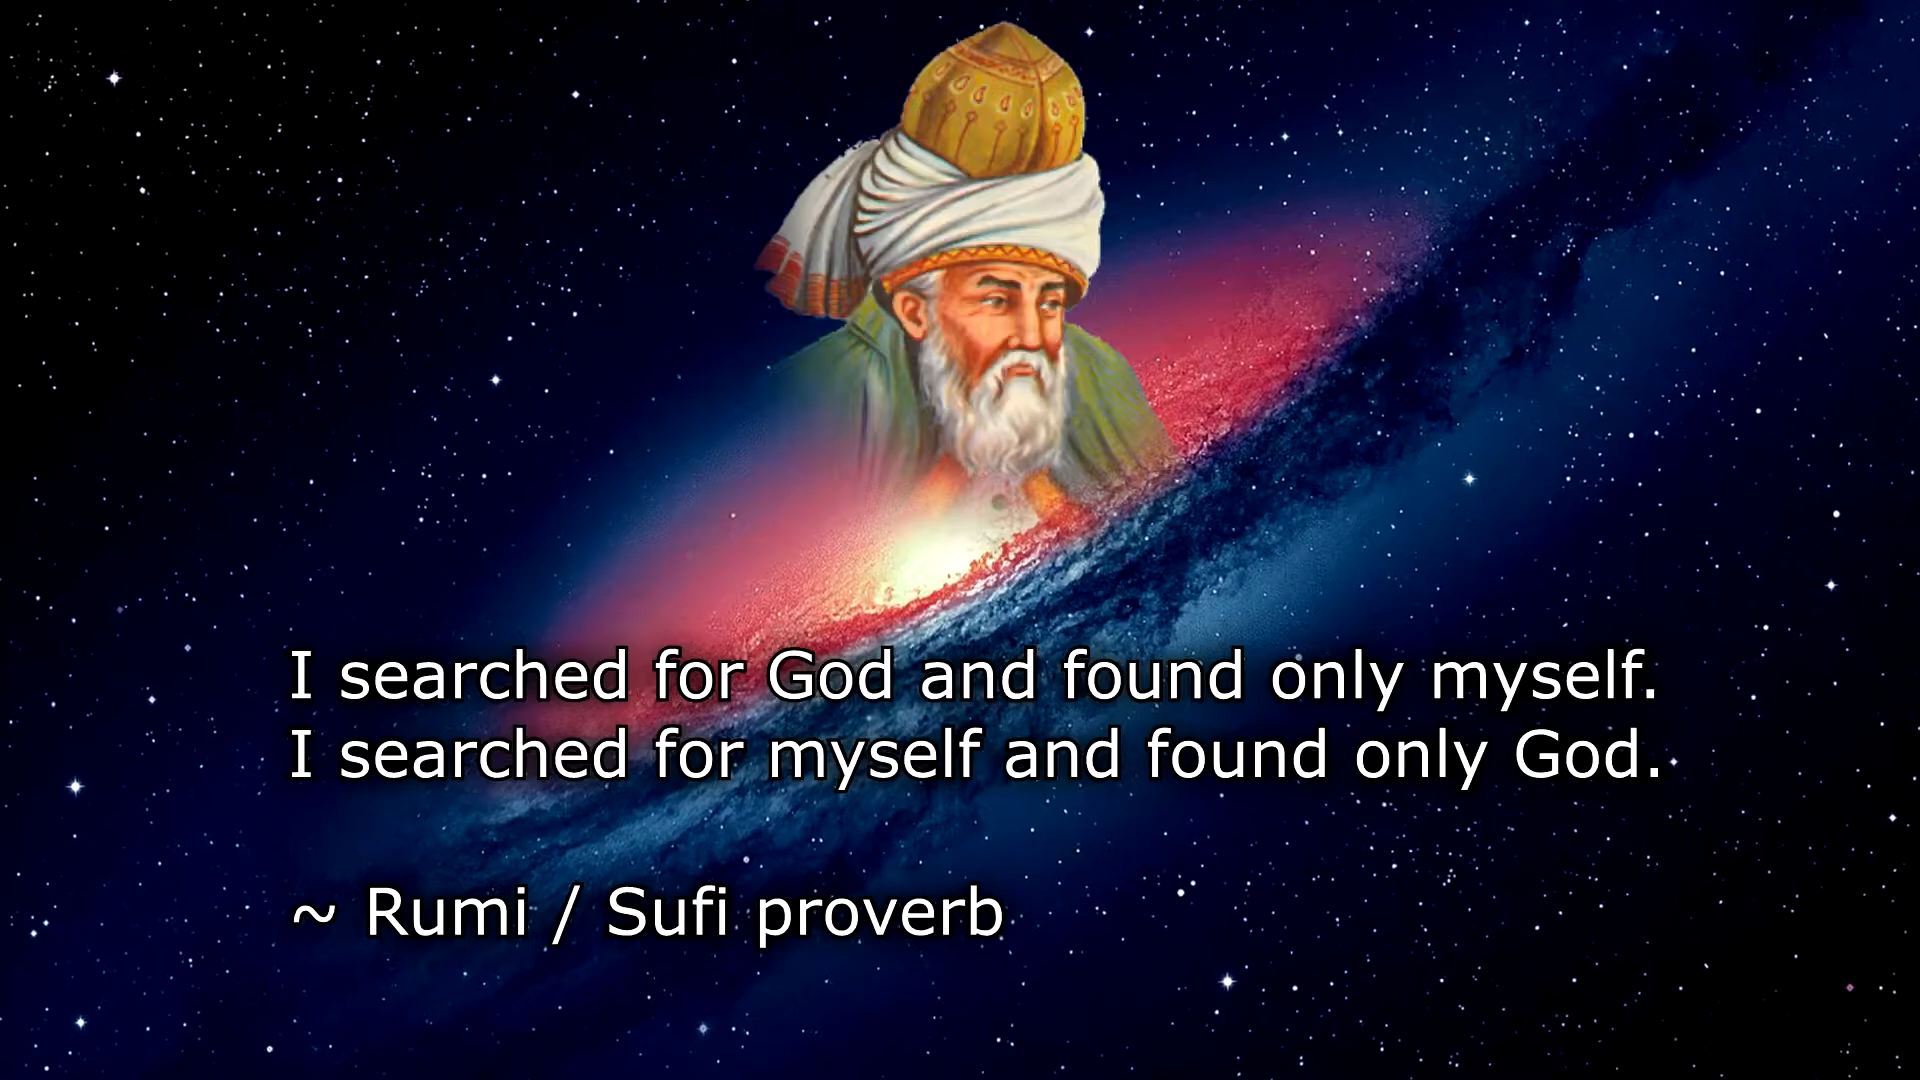 I searched for God and found only myself.
I searched for myself and found only God.
~ Rumi / Sufi proverb